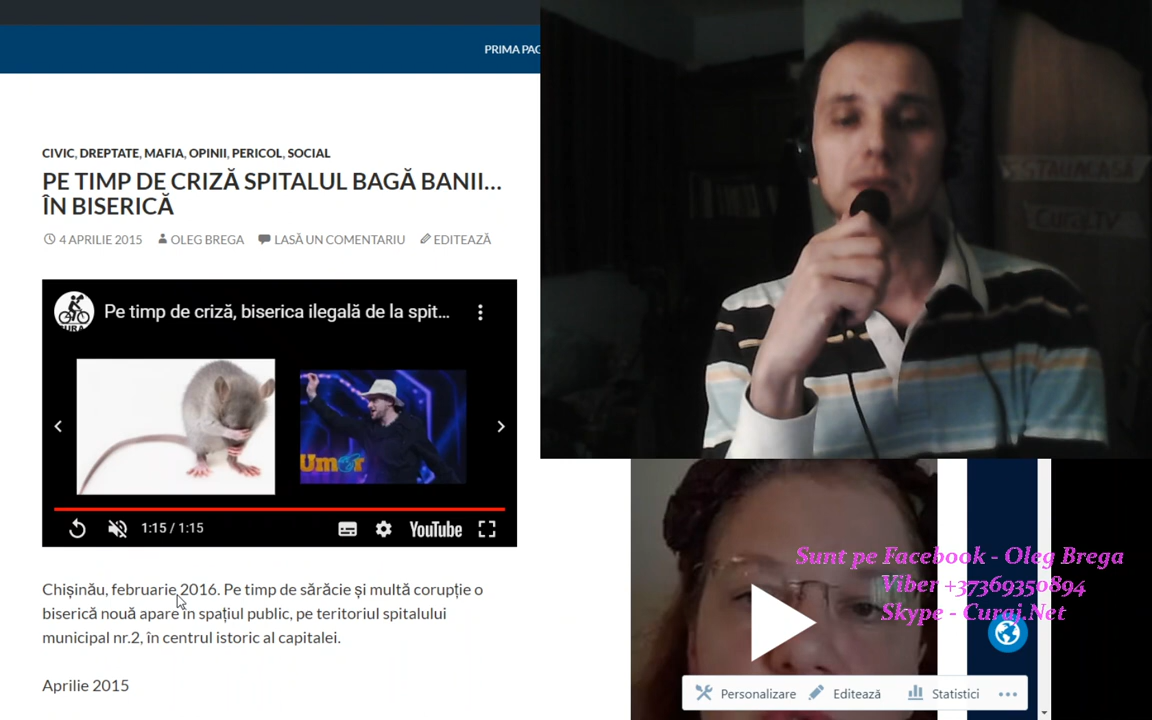 PRIMA PAG
CIVIC, DREPTATE, MAFIA, OPINII, PERICOL, SOCIAL
PE TIMP DE CRIZĂ SPITALUL BAGĂ BANII…
ÎN BISERICĂ
4 APRILIE 2015 OLEG BREGA LASĂ UN COMENTARIU EDITEAZĂ
Pe timp de criză, biserica ilegală de la spit...
CURA
Umor
1:15 / 1:15 YouTube
Chișinău, februarie 2016. Pe timp de sărăcie și multă corupție o
biserică nouă apare în spațiul public, pe teritoriul spitalului
municipal nr.2, în centrul istoric al capitalei.
Aprilie 2015
STAUACASĂ
Curaj.TV
Sunt pe Facebook - Oleg Brega
Viber +37369350894
Skype - Curaj.Net
Personalizare Editează Statistici